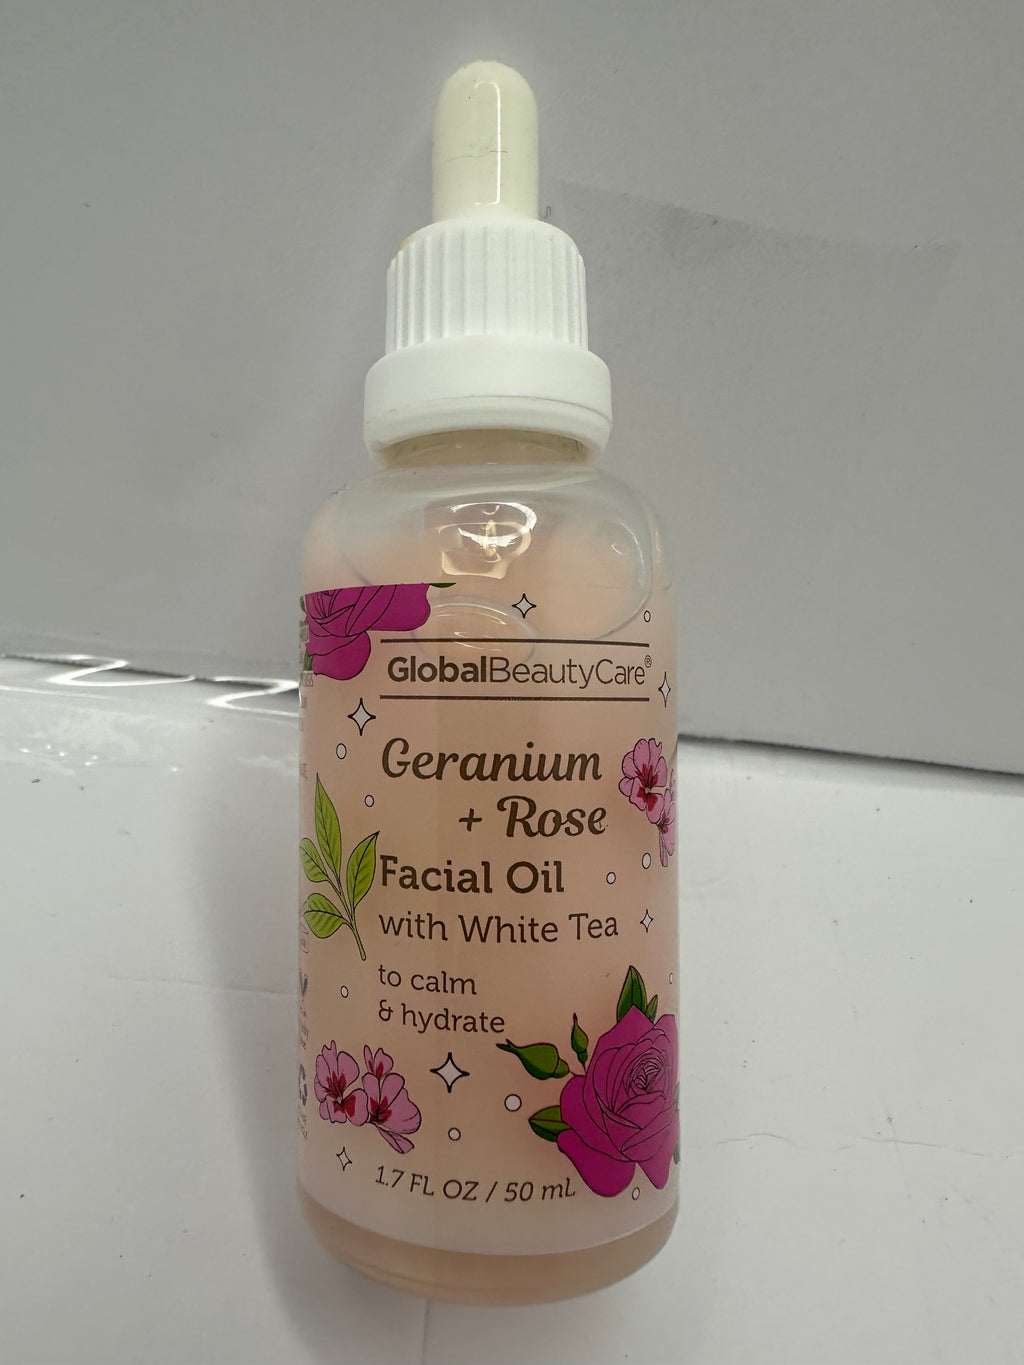 GlobalBeautyCare®
Geranium
+ Rose
Facial Oil
with White Tea
to calm
& hydrate
1.7 FL OZ / 50 mL